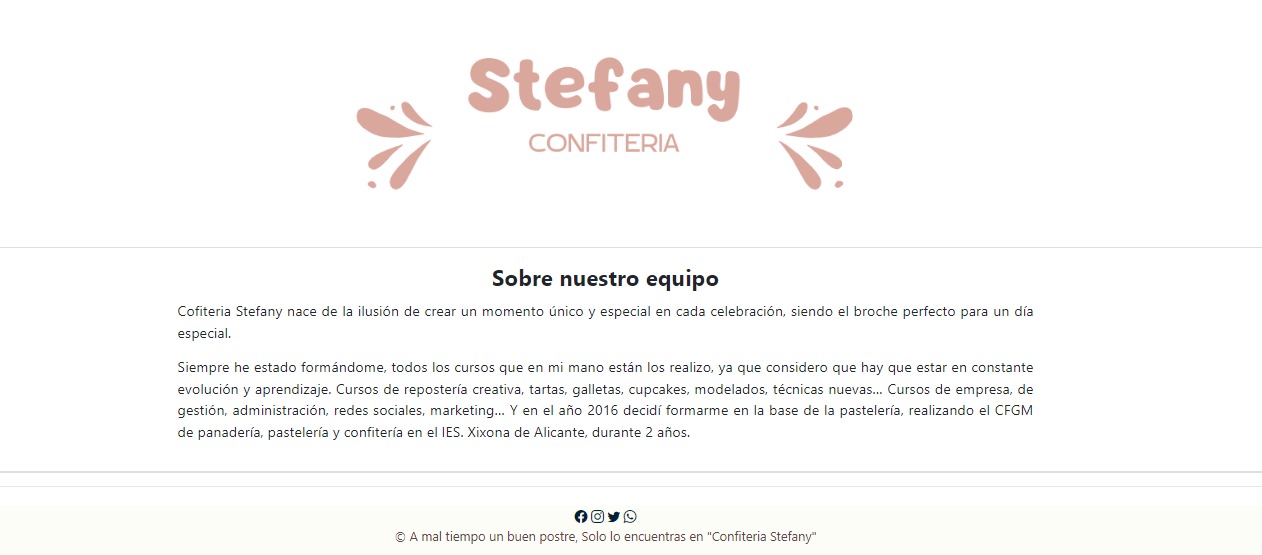 Stefany
CONFITERIA
Sobre nuestro equipo
Cofiteria Stefany nace de la ilusión de crear un momento único y especial en cada celebración, siendo el broche perfecto para un día
especial.
Siempre he estado formándome, todos los cursos que en mi mano están los realizo, ya que considero que hay que estar en constante
evolución y aprendizaje. Cursos de repostería creativa, tartas, galletas, cupcakes, modelados, técnicas nuevas... Cursos de empresa, de
gestión, administración, redes sociales, marketing... Y en el año 2016 decidí formarme en la base de la pastelería, realizando el CFGM
de panadería, pastelería y confitería en el IES. Xixona de Alicante, durante 2 años.
© A mal tiempo un buen postre, Solo lo encuentras en "Confiteria Stefany"